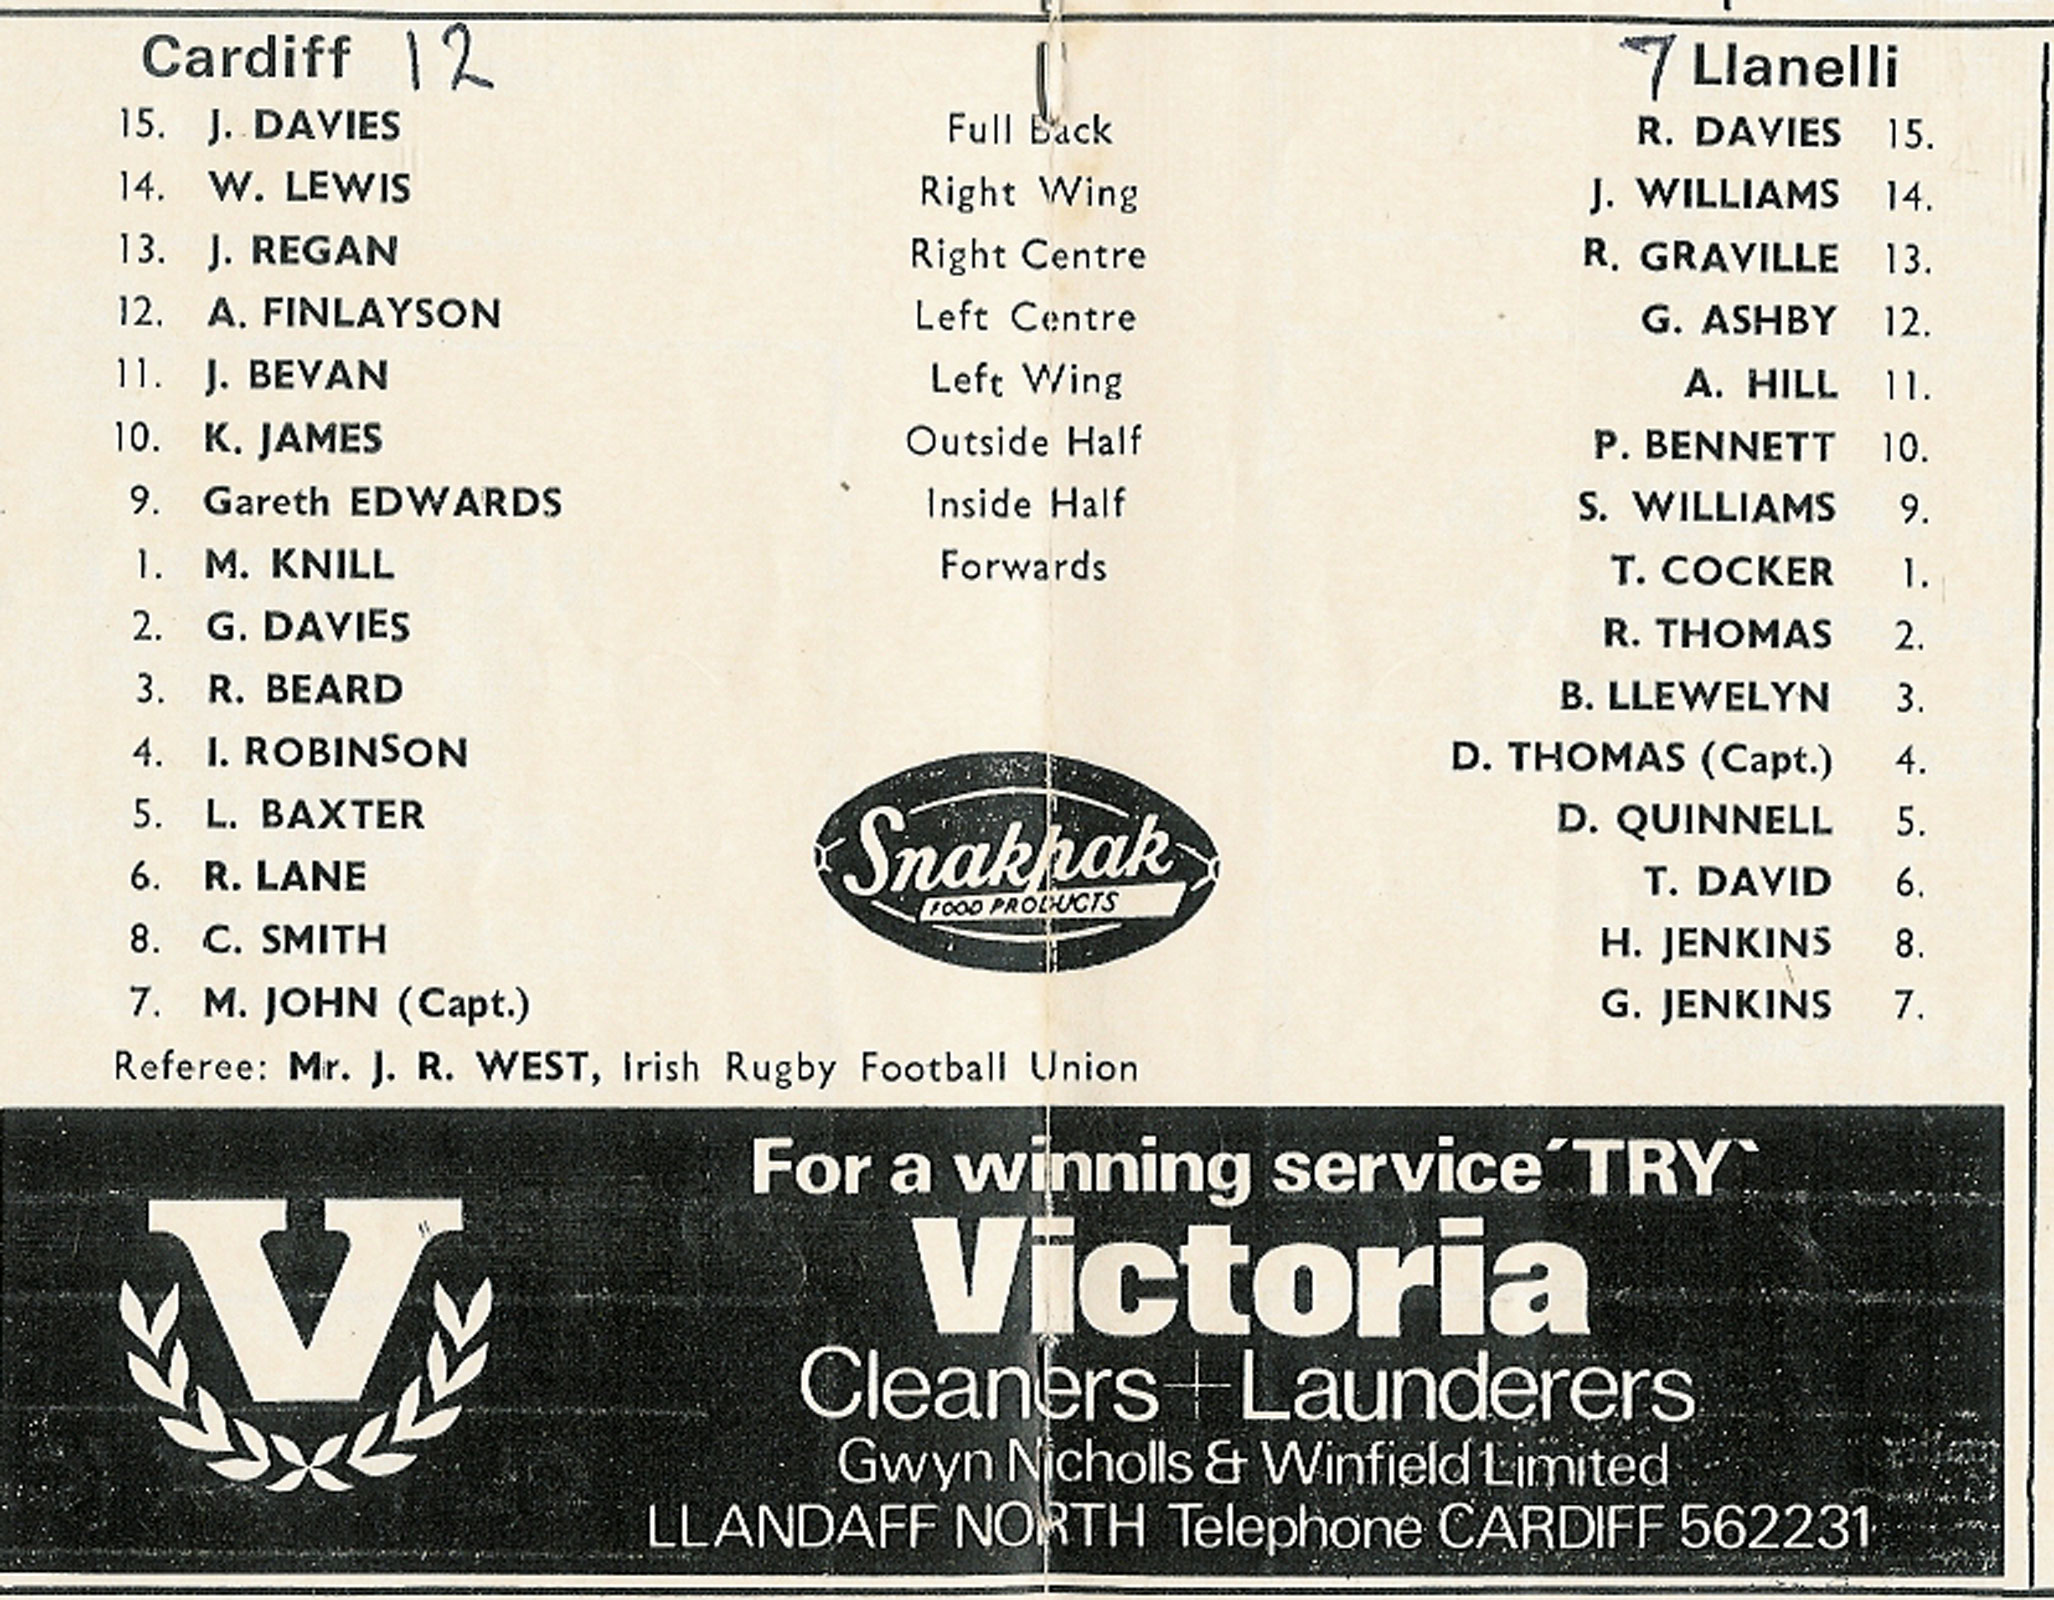 Cardiff 12 7 Llanelli
15. J. DAVIES Full Back R. DAVIES 15.
14. W. LEWIS Right Wing J. WILLIAMS 14.
13. J. REGAN Right Centre R. GRAVILLE 13.
12. A. FINLAYSON Left Centre G. ASHBY 12.
11. J. BEVAN Left Wing A. HILL 11.
10. K. JAMES Outside Half P. BENNETT 10.
9. Gareth EDWARDS Inside Half S. WILLIAMS 9.
1. M. KNILL Forwards T. COCKER 1.
2. G. DAVIES R. THOMAS 2.
3. R. BEARD B. LLEWELYN 3.
4. I. ROBINSON D. THOMAS (Capt.) 4.
5. L. BAXTER D. QUINNELL 5.
6. R. LANE T. DAVID 6.
8. C. SMITH H. JENKINS 8.
7. M. JOHN (Capt.) G. JENKINS 7.
Snakpak
FOOD PRODUCTS
Referee: Mr. J. R. WEST, Irish Rugby Football Union
V
For a winning service ´TRY`
Victoria
Cleaners+Launderers
Gwyn Nicholls & Winfield Limited
LLANDAFF NORTH Telephone CARDIFF 562231